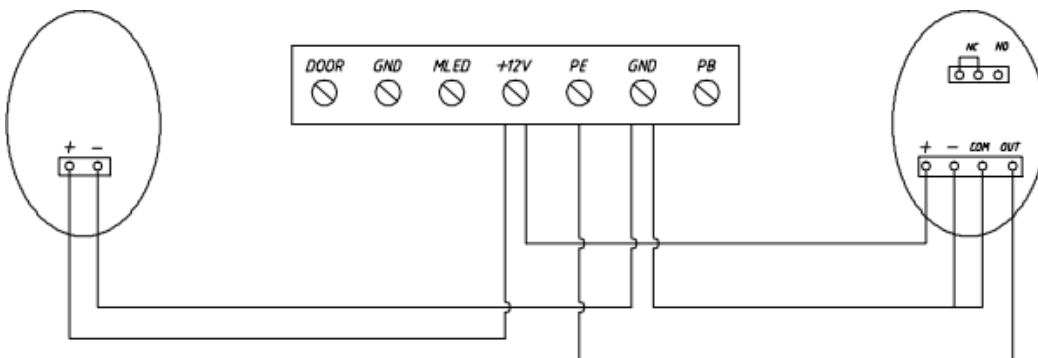 NC NO
DOOR GND MLED +12V PE GND PB
+ -
+ - COM OUT